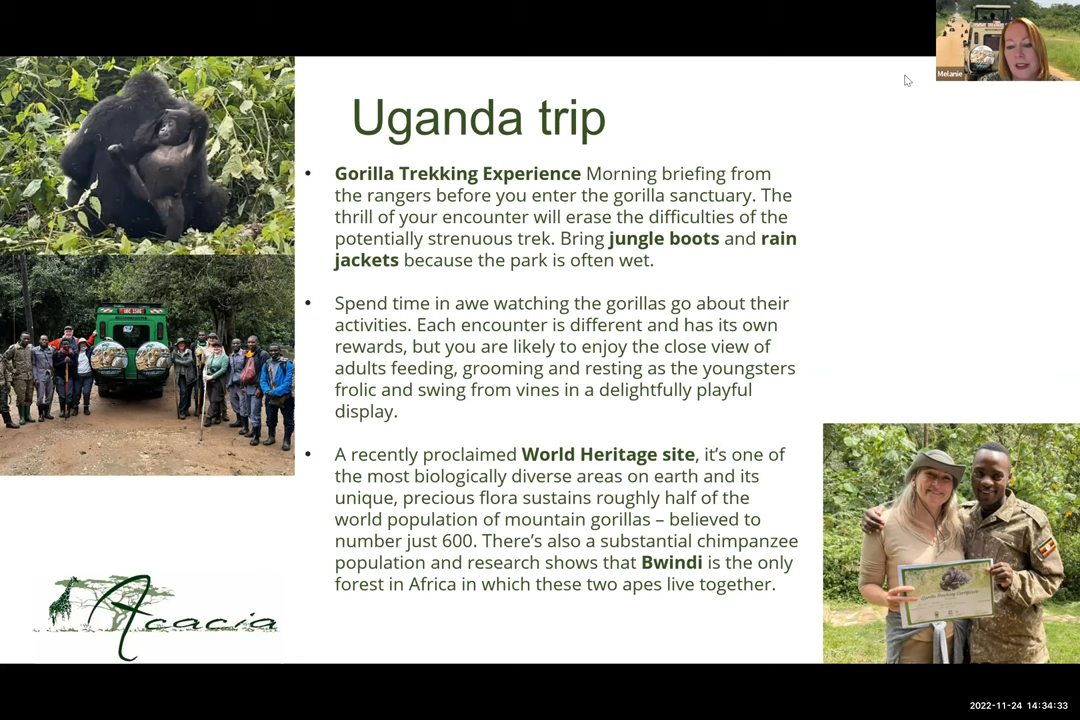 Melanie
Uganda trip
• Gorilla Trekking Experience Morning briefing from
the rangers before you enter the gorilla sanctuary. The
thrill of your encounter will erase the difficulties of the
potentially strenuous trek. Bring jungle boots and rain
jackets because the park is often wet.
• Spend time in awe watching the gorillas go about their
activities. Each encounter is different and has its own
rewards, but you are likely to enjoy the close view of
adults feeding, grooming and resting as the youngsters
frolic and swing from vines in a delightfully playful
display.
• A recently proclaimed World Heritage site, it’s one of
the most biologically diverse areas on earth and its
unique, precious flora sustains roughly half of the
world population of mountain gorillas – believed to
number just 600. There’s also a substantial chimpanzee
population and research shows that Bwindi is the only
forest in Africa in which these two apes live together.
Acacia
2022-11-24 14:34:33